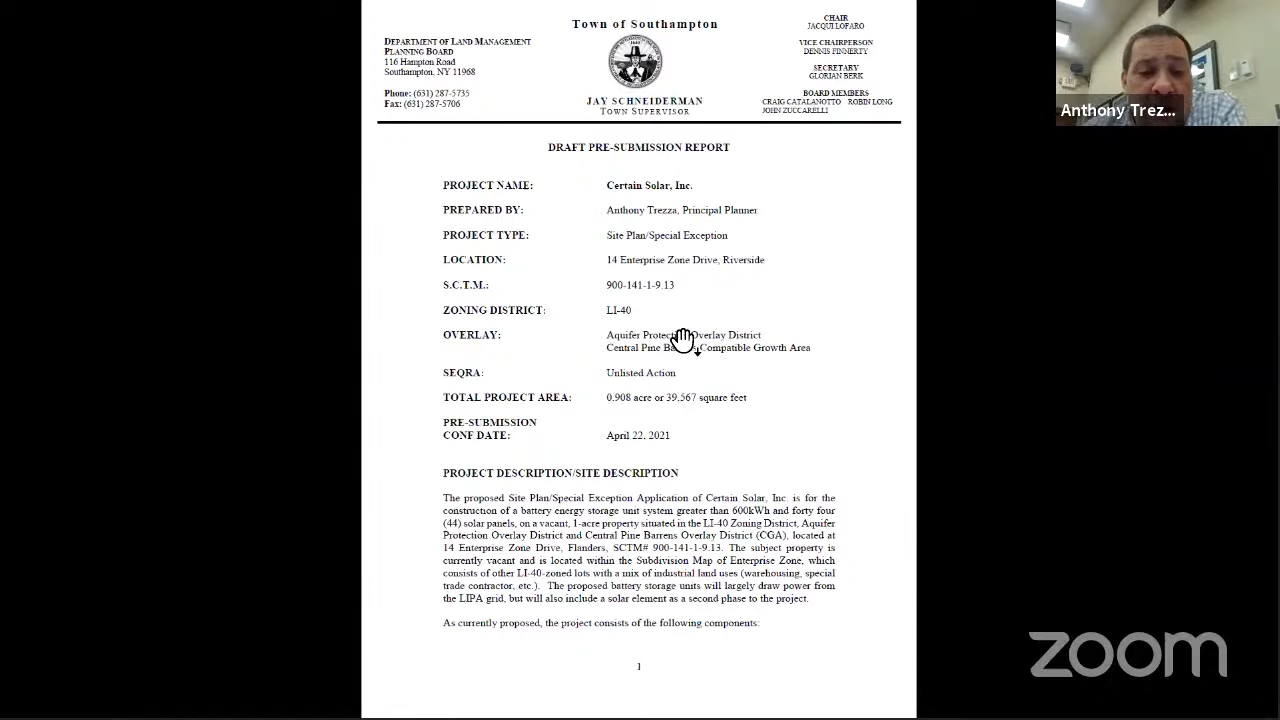 Town of Southampton
DEPARTMENT OF LAND MANAGEMENT
PLANNING BOARD
116 Hampton Road
Southampton, NY 11968
Phone: (631) 287-5735
Fax: (631) 287-5706
JAY SCHNEIDERMAN
TOWN SUPERVISOR
CHAIR
JACQUI LOFARO
VICE CHAIRPERSON
DENNIS FINNERTY
SECRETARY
GLORIAN BERK
BOARD MEMBERS
CRAIG CATALANOTTO ROBIN LONG
JOHN ZUCCARELLI
DRAFT PRE-SUBMISSION REPORT
PROJECT NAME: Certain Solar, Inc.
PREPARED BY: Anthony Trezza, Principal Planner
PROJECT TYPE: Site Plan/Special Exception
LOCATION: 14 Enterprise Zone Drive, Riverside
S.C.T.M.: 900-141-1-9.13
ZONING DISTRICT: LI-40
OVERLAY: Aquifer Protection Overlay District
Central Pine Compatible Growth Area
SEQRA: Unlisted Action
TOTAL PROJECT AREA: 0.908 acre or 39.567 square feet
PRE-SUBMISSION
CONF DATE: April 22, 2021
PROJECT DESCRIPTION/SITE DESCRIPTION
The proposed Site Plan/Special Exception Application of Certain Solar, Inc. is for the
construction of a battery energy storage unit system greater than 600kWh and forty four
(44) solar panels, on a vacant, 1-acre property situated in the LI-40 Zoning District, Aquifer
Protection Overlay District and Central Pine Barrens Overlay District (CGA), located at
14 Enterprise Zone Drive, Flanders, SCTM# 900-141-1-9.13. The subject property is
currently vacant and is located within the Subdivision Map of Enterprise Zone, which
consists of other LI-40-zoned lots with a mix of industrial land uses (warehousing, special
trade contractor, etc.). The proposed battery storage units will largely draw power from
the LIPA grid, but will also include a solar element as a second phase to the project.
As currently proposed, the project consists of the following components:
1
Anthony Trez...
zoom